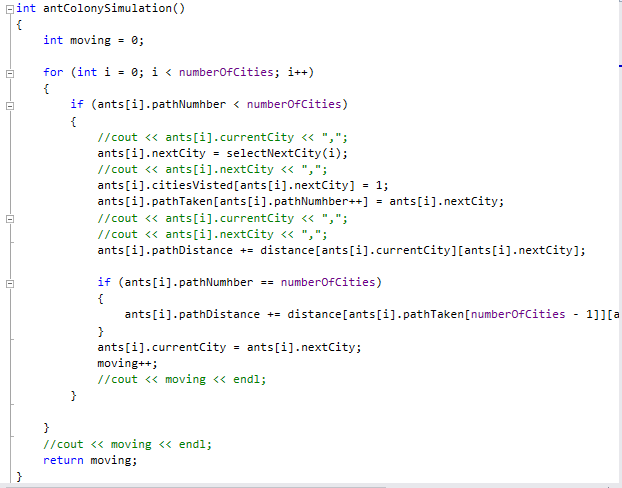 int antColonySimulation()
{
    int moving = 0;

    for (int i = 0; i < numberOfCities; i++)
    {
        if (ants[i].pathNumhber < numberOfCities)
        {
            //cout << ants[i].currentCity << ",";
            ants[i].nextCity = selectNextCity(i);
            //cout << ants[i].nextCity << ",";
            ants[i].citiesVisted[ants[i].nextCity] = 1;
            ants[i].pathTaken[ants[i].pathNumhber++] = ants[i].nextCity;
            //cout << ants[i].currentCity << ",";
            //cout << ants[i].nextCity << ",";
            ants[i].pathDistance += distance[ants[i].currentCity][ants[i].nextCity];

            if (ants[i].pathNumhber == numberOfCities)
            {
                ants[i].pathDistance += distance[ants[i].pathTaken[numberOfCities - 1]][a
            }
            ants[i].currentCity = ants[i].nextCity;
            moving++;
            //cout << moving << endl;
        }

    }
    //cout << moving << endl;
    return moving;
}